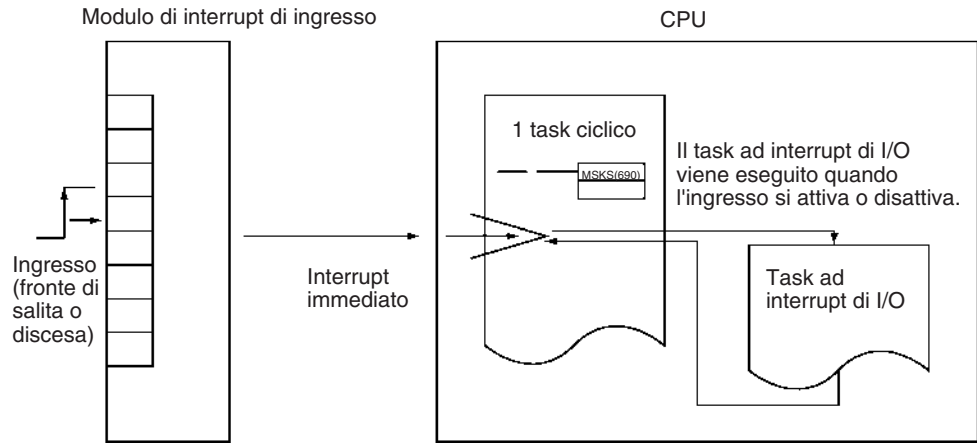 Modulo di interrupt di ingresso
CPU
1 task ciclico
MSKS(690)
Il task ad interrupt di I/O
viene eseguito quando
l'ingresso si attiva o disattiva.
Ingresso
(fronte di
salita o
discesa)
Interrupt
immediato
Task ad
interrupt di I/O